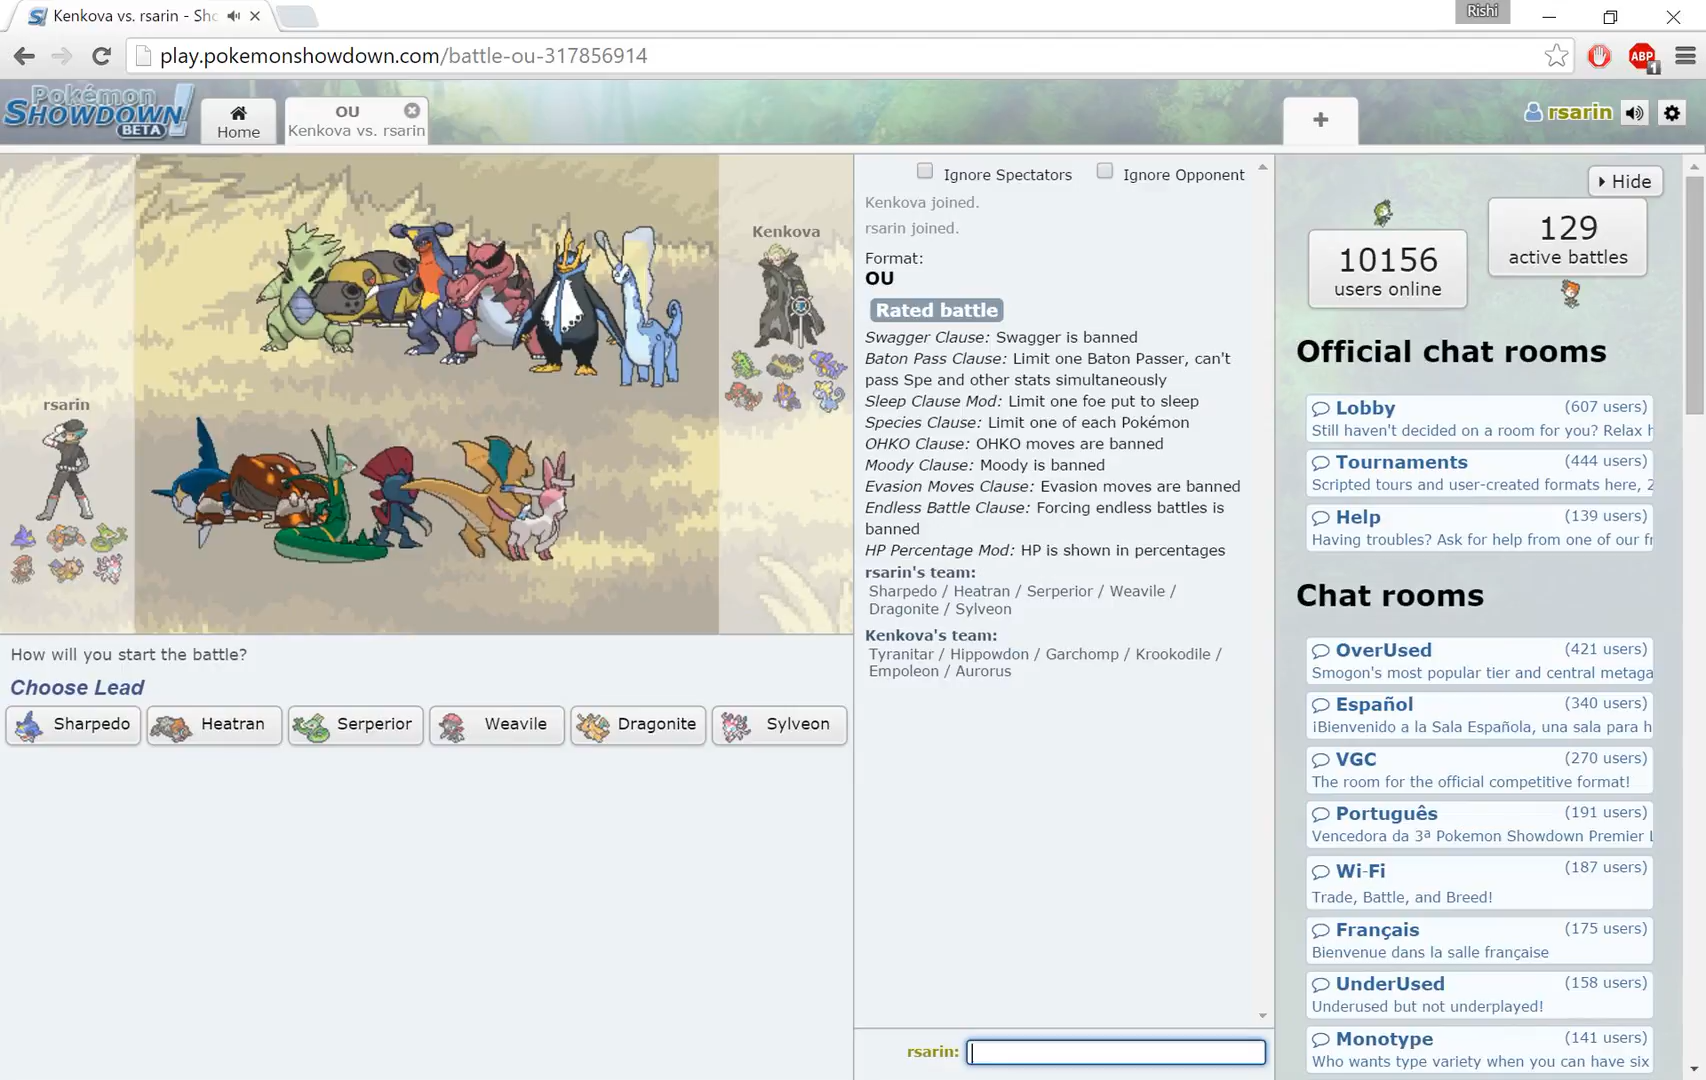 Kenkova vs. rsarin - Sho
Rishi
play.pokemonshowdown.com/battle-ou-317856914
ABP
1
Pokémon
SHOWDOWN!
BETA
Home
OU
Kenkova vs. rsarin
+
rsarin
Kenkova
rsarin
How will you start the battle?
Choose Lead
Sharpedo
Heatran
Serperior
Weavile
Dragonite
Sylveon
Ignore Spectators
Ignore Opponent
Kenkova joined.
rsarin joined.
Format:
OU
Rated battle
Swagger Clause: Swagger is banned
Baton Pass Clause: Limit one Baton Passer, can't
pass Spe and other stats simultaneously
Sleep Clause Mod: Limit one foe put to sleep
Species Clause: Limit one of each Pokémon
OHKO Clause: OHKO moves are banned
Moody Clause: Moody is banned
Evasion Moves Clause: Evasion moves are banned
Endless Battle Clause: Forcing endless battles is
banned
HP Percentage Mod: HP is shown in percentages
rsarin's team:
Sharpedo / Heatran / Serperior / Weavile /
Dragonite / Sylveon
Kenkova's team:
Tyranitar / Hippowdon / Garchomp / Krookodile /
Empoleon / Aurorus
rsarin:
Hide
10156
users online
129
active battles
Official chat rooms
Lobby (607 users)
Still haven't decided on a room for you? Relax h
Tournaments (444 users)
Scripted tours and user-created formats here, 2
Help (139 users)
Having troubles? Ask for help from one of our fr
Chat rooms
OverUsed (421 users)
Smogon's most popular tier and central metaga
Español (340 users)
¡Bienvenido a la Sala Española, una sala para h
VGC (270 users)
The room for the official competitive format!
Português (191 users)
Vencedora da 3ª Pokemon Showdown Premier L
Wi-Fi (187 users)
Trade, Battle, and Breed!
Français (175 users)
Bienvenue dans la salle française
UnderUsed (158 users)
Underused but not underplayed!
Monotype (141 users)
Who wants type variety when you can have six